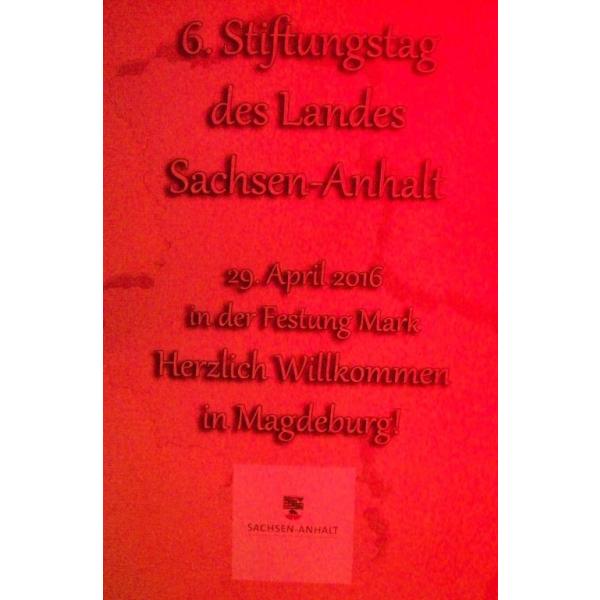 6. Stiftungstag
des Landes
Sachsen-Anhalt
29. April 2016
in der Festung Mark
Herzlich Willkommen
in Magdeburg!
SACHSEN-ANHALT